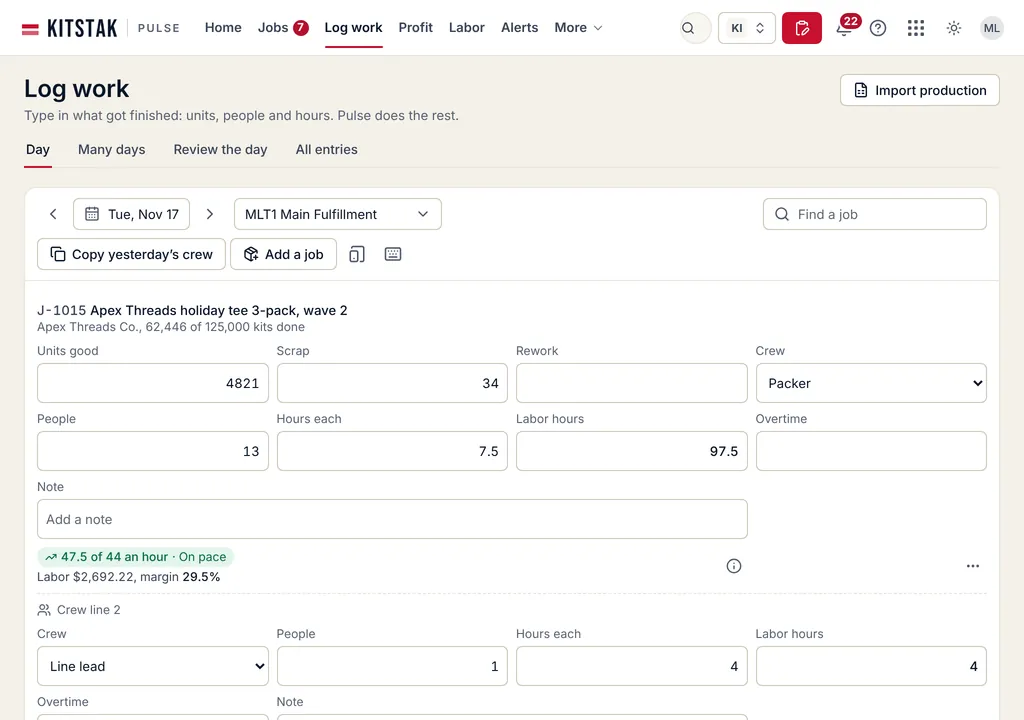 KITSTAK PULSE Home Jobs 7 Log work Profit Labor Alerts More KI 22 ML
Log work
Import production
Type in what got finished: units, people and hours. Pulse does the rest.
Day Many days Review the day All entries
Tue, Nov 17 MLT1 Main Fulfillment Find a job
Copy yesterday’s crew Add a job
J-1015 Apex Threads holiday tee 3-pack, wave 2
Apex Threads Co., 62,446 of 125,000 kits done
Units good Scrap Rework Crew
4821 34 Packer
People Hours each Labor hours Overtime
13 7.5 97.5
Note
Add a note
47.5 of 44 an hour · On pace
Labor $2,692.22, margin 29.5%
Crew line 2
Crew People Hours each Labor hours
Line lead 1 4 4
Overtime Note